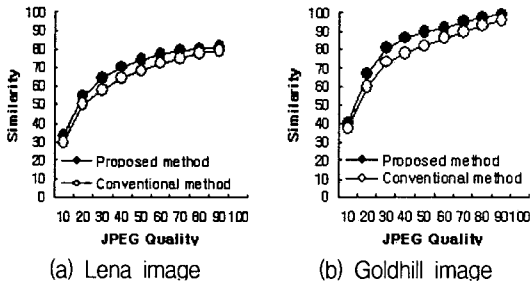 100
90
80
70
60
50
40
30
20
10
0
Similarity
Proposed method
Conventional method
10 20 30 40 50 60 70 80 90 100
JPEG Quality
(a) Lena image
100
90
80
70
60
50
40
30
20
10
0
Similarity
Proposed method
Conventional method
10 20 30 40 50 60 70 80 90 100
JPEG Quality
(b) Goldhill image